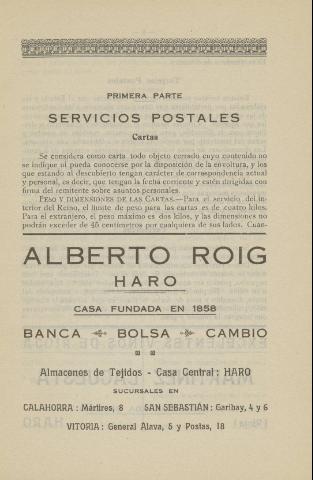 PRIMERA PARTE
SERVICIOS POSTALES
Cartas
Se considera como carta todo objeto cerrado cuyo contenido no
se indique ni pueda conocerse por la disposición de la envoltura, y los
que estando al descubierto tengan carácter de correspondencia actual
y personal, es decir, que tengan la fecha corriente y estén dirigidas con
firma del remitente sobre asuntos personales.
PESO Y DIMENSIONES DE LAS CARTAS.—Para el servicio, del in-
terior del Reino, el límite de peso para las cartas es de cuatro kilos.
Para el extranjero, el peso máximo es dos kilos, y las dimensiones no
podrán exceder de 45 centímetros por cualquiera de sus lados. Cuan-
ALBERTO ROIG
HARO
CASA FUNDADA EN 1858
BANCA BOLSA CAMBIO
Almacenes de Tejidos - Casa Central: HARO
SUCURSALES EN
CALAHORRA: Mártires, 8 SAN SEBASTIÁN: Garibay, 4 y 6
VITORIA: General Alava, 5 y Postas, 18